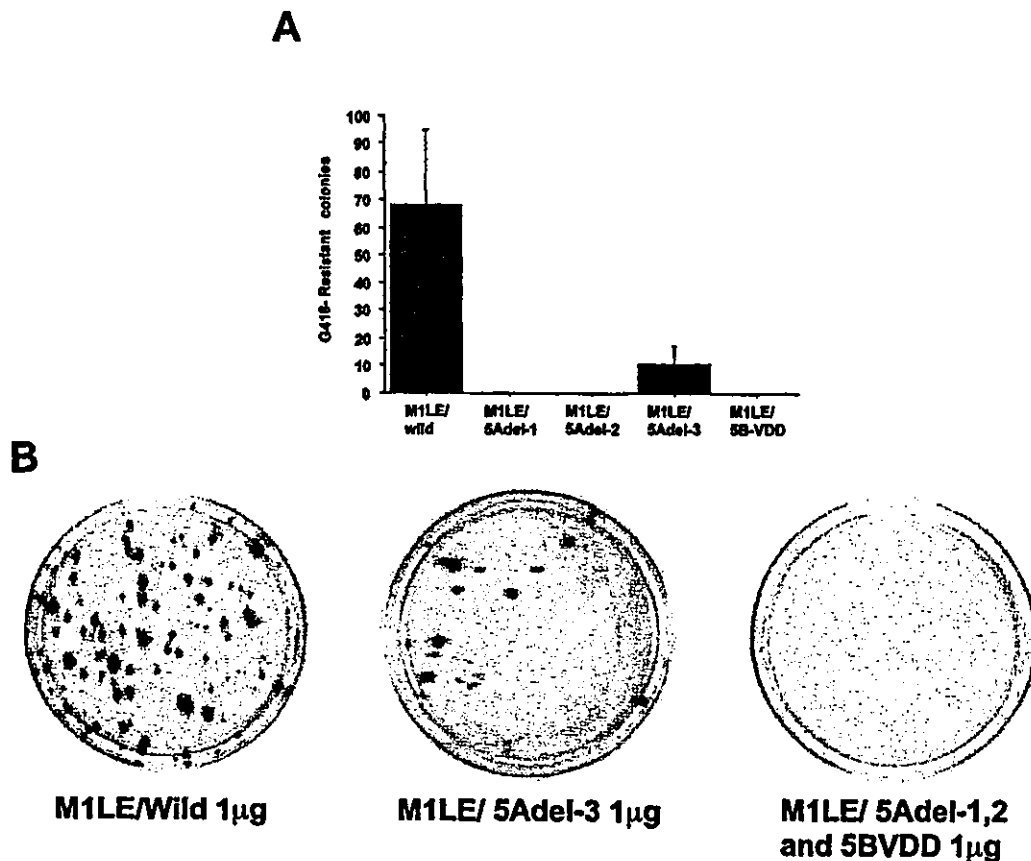 A
G418- Resistant colonies
100
90
80
70
60
50
40
30
20
10
0
M1LE/ wild
M1LE/ 5Adel-1
M1LE/ 5Adel-2
M1LE/ 5Adel-3
M1LE/ 5B-VDD
B
M1LE/Wild 1µg
M1LE/ 5Adel-3 1µg
M1LE/ 5Adel-1,2
and 5BVDD 1µg